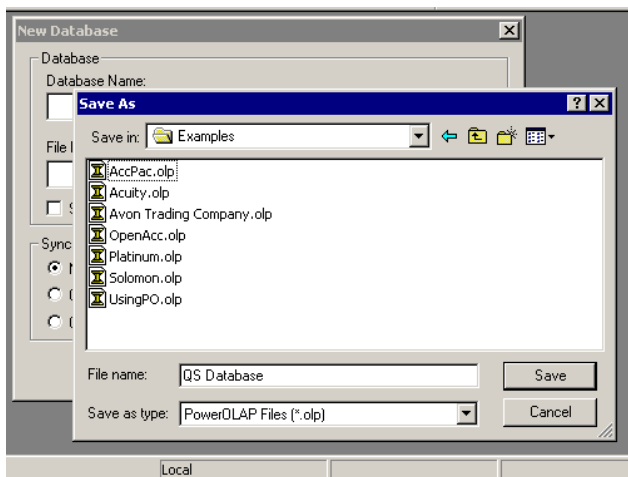 New Database
Database
Database Name:
Save As
Save in: Examples
File
AccPac.olp
Acuity.olp
Avon Trading Company.olp
OpenAcc.olp
Platinum.olp
Solomon.olp
UsingPO.olp
Sync
File name: QS Database Save
Save as type: PowerOLAP Files (*.olp) Cancel
Local